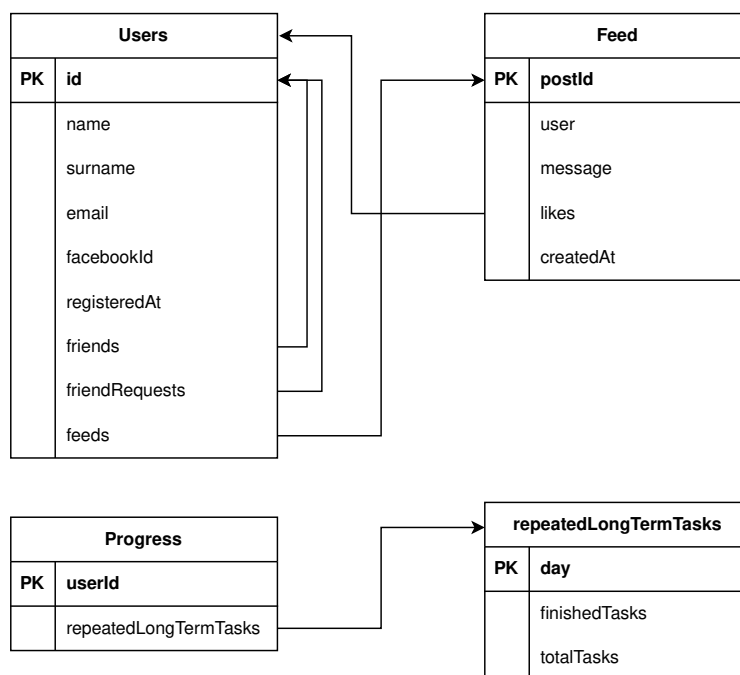 Users
PK id
name
surname
email
facebookId
registeredAt
friends
friendRequests
feeds
Feed
PK postId
user
message
likes
createdAt
Progress
PK userId
repeatedLongTermTasks
repeatedLongTermTasks
PK day
finishedTasks
totalTasks